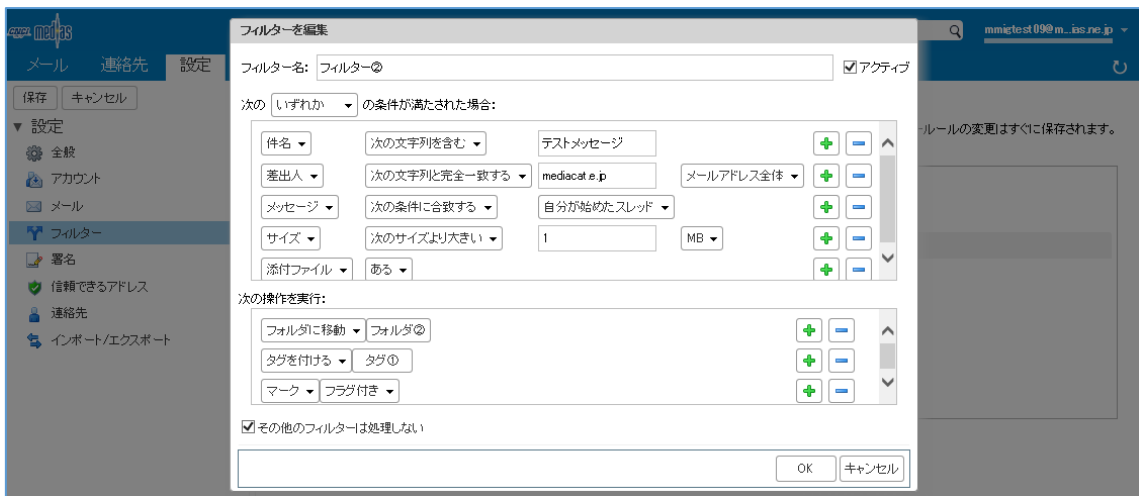 CNCI medias
mmigtest09@m...ias.ne.jp
メール 連絡先 設定
保存 キャンセル
設定
全般
アカウント
メール
フィルター
署名
信頼できるアドレス
連絡先
インポート/エクスポート
ールールの変更はすぐに保存されます。
フィルターを編集
フィルター名: フィルター② アクティブ
次の いずれか の条件が満たされた場合:
件名 次の文字列を含む テストメッセージ
差出人 次の文字列と完全一致する mediacat.e.jp メールアドレス全体
メッセージ 次の条件に合致する 自分が始めたスレッド
サイズ 次のサイズより大きい 1 MB
添付ファイル ある
次の操作を実行:
フォルダに移動 フォルダ②
タグを付ける タグ①
マーク フラグ付き
その他のフィルターは処理しない
OK キャンセル